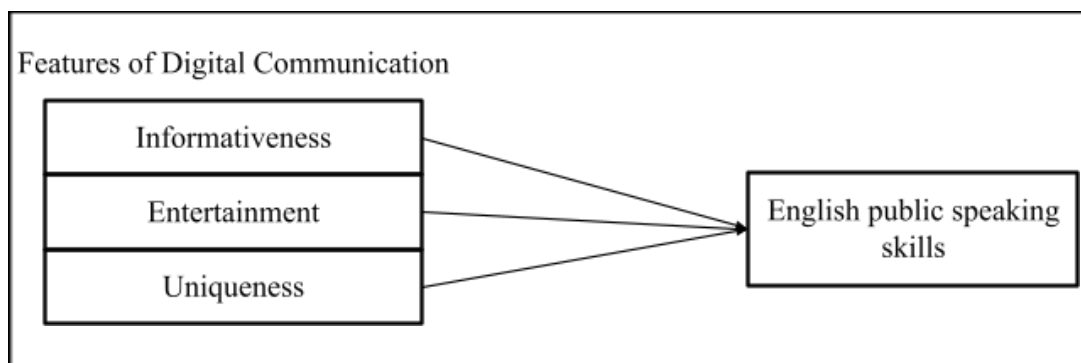 Features of Digital Communication
Informativeness
Entertainment
Uniqueness
English public speaking
skills